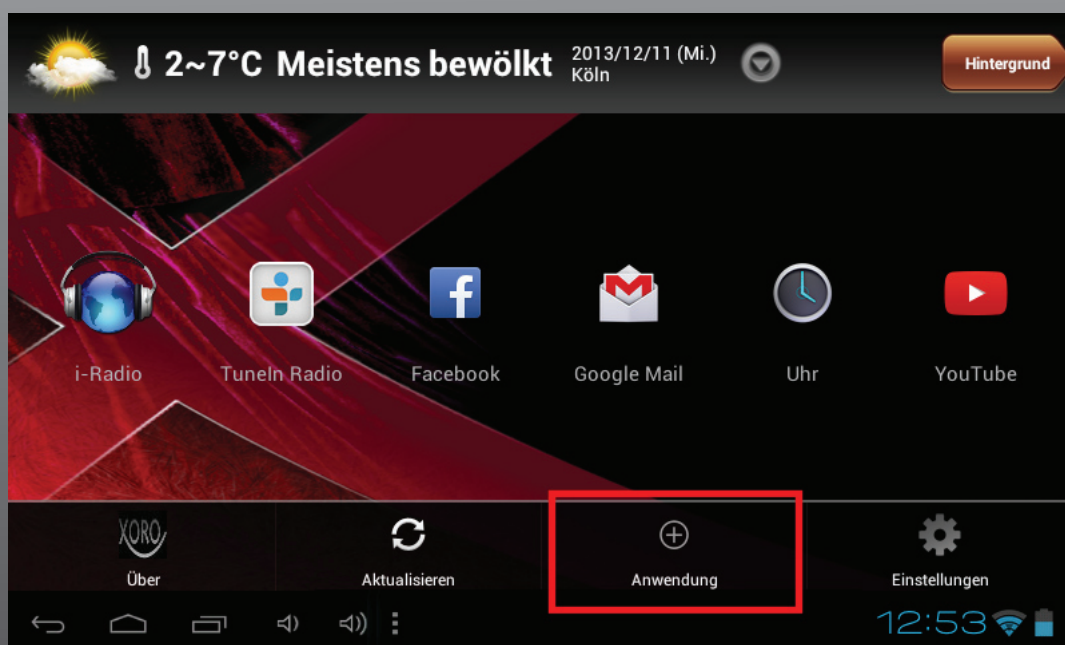 2~7°C Meistens bewölkt
2013/12/11 (Mi.)
Köln
Hintergrund
i-Radio
TuneIn Radio
Facebook
Google Mail
Uhr
YouTube
XORO
Über
Aktualisieren
Anwendung
Einstellungen
12:53